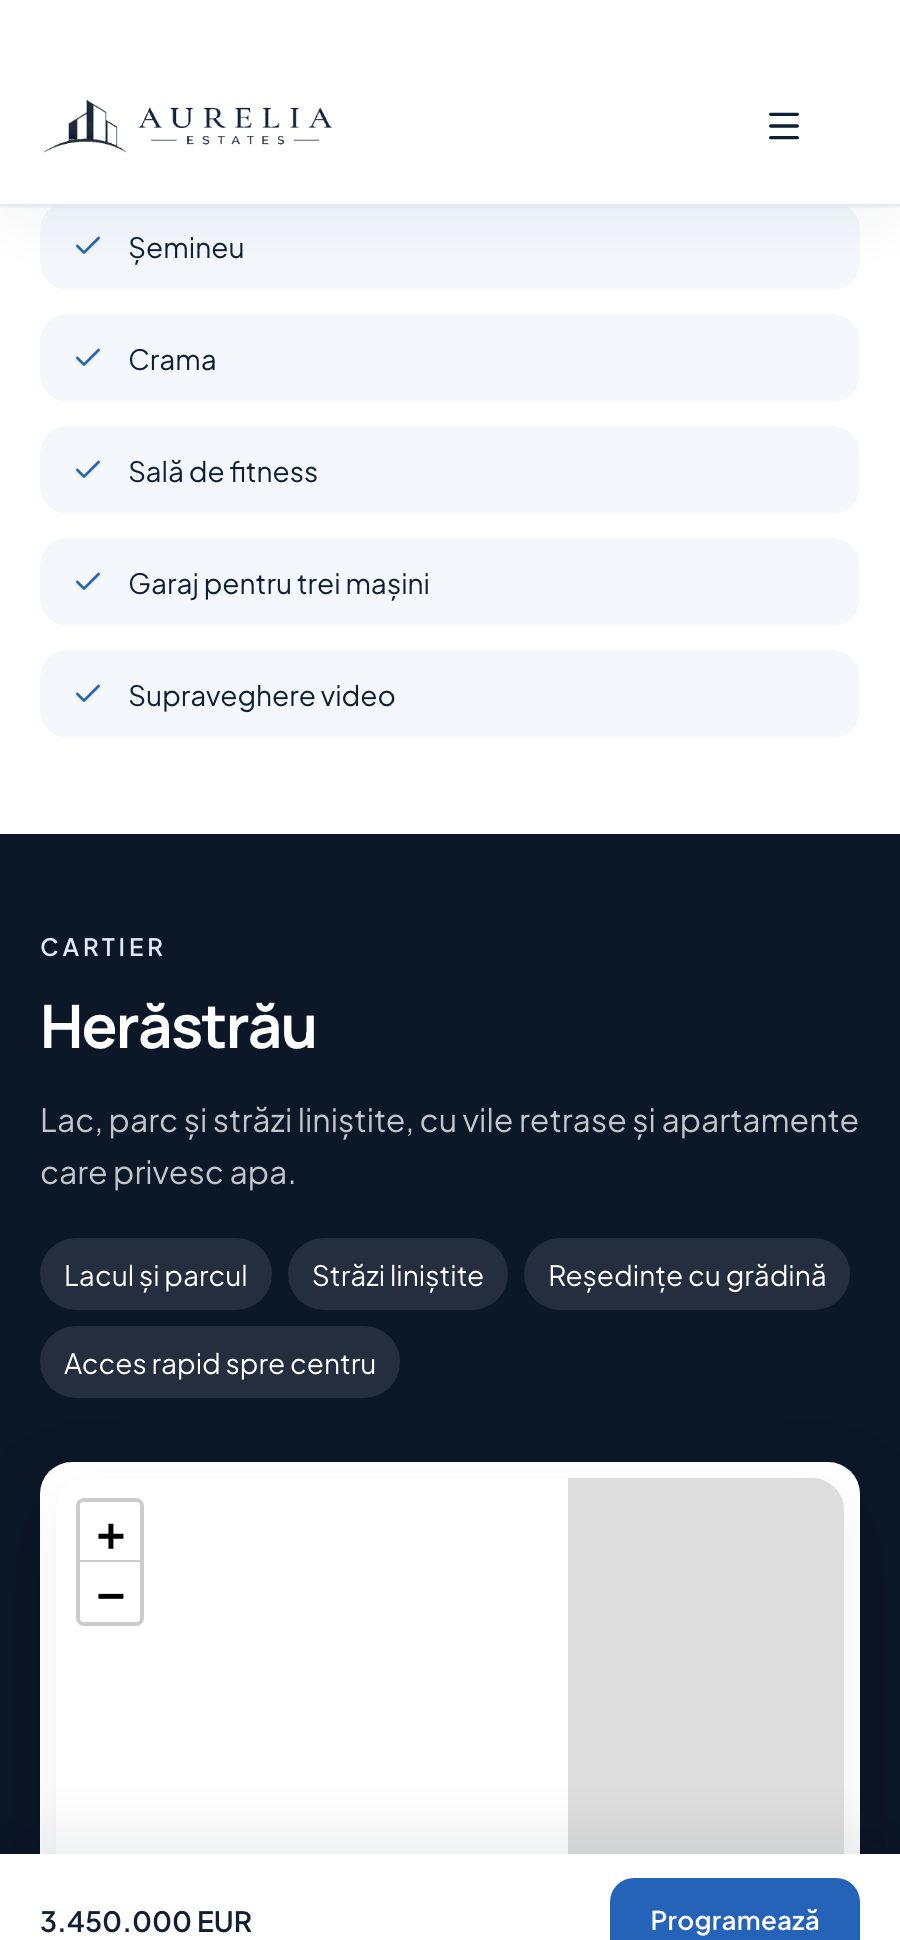 AURELIA
ESTATES
Șemineu
Crama
Sală de fitness
Garaj pentru trei mașini
Supraveghere video
CARTIER
Herăstrău
Lac, parc și străzi liniștite, cu vile retrase și apartamente
care privesc apa.
Lacul și parcul
Străzi liniștite
Reședințe cu grădină
Acces rapid spre centru
+
−
3.450.000 EUR
Programează